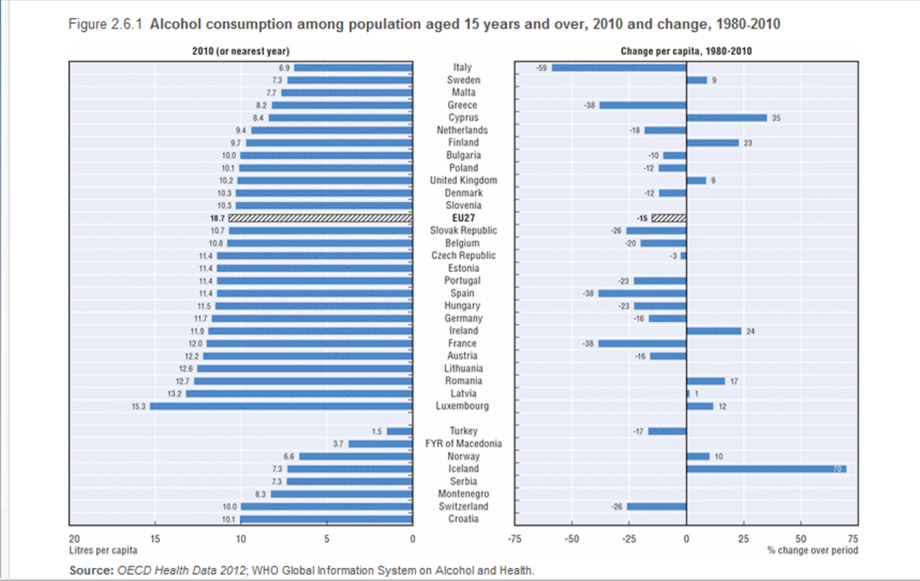 Figure 2.6.1 Alcohol consumption among population aged 15 years and over, 2010 and change, 1980-2010
2010 (or nearest year) Change per capita, 1980-2010
6.9 Italy -59
7.3 Sweden 9
7.7 Malta
8.2 Greece -38
8.4 Cyprus 35
9.4 Netherlands -18
9.7 Finland 23
10.0 Bulgaria -10
10.1 Poland -12
10.2 United Kingdom 9
10.3 Denmark -12
10.3 Slovenia
10.7 EU27 -15
10.7 Slovak Republic -26
10.8 Belgium -20
11.4 Czech Republic -3
11.4 Estonia
11.4 Portugal -23
11.4 Spain -38
11.5 Hungary -23
11.7 Germany -16
11.9 Ireland 24
12.0 France -38
12.2 Austria -16
12.6 Lithuania
12.7 Romania 17
13.2 Latvia 1
15.3 Luxembourg 12
1.5 Turkey -17
3.7 FYR of Macedonia
6.6 Norway 10
7.3 Iceland 70
7.3 Serbia
8.3 Montenegro
10.0 Switzerland -26
10.1 Croatia
20 15 10 5 0 -75 -50 -25 0 25 50 75
Litres per capita % change over period
Source: OECD Health Data 2012; WHO Global Information System on Alcohol and Health.